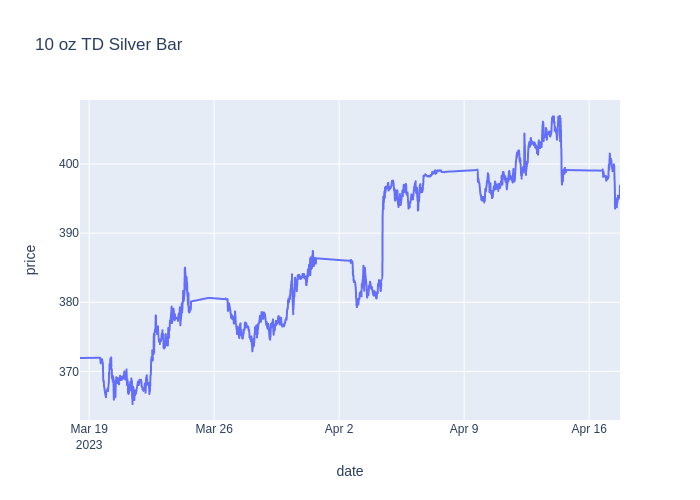 10 oz TD Silver Bar
price
400
390
380
370
Mar 19
2023
Mar 26
Apr 2
Apr 9
Apr 16
date